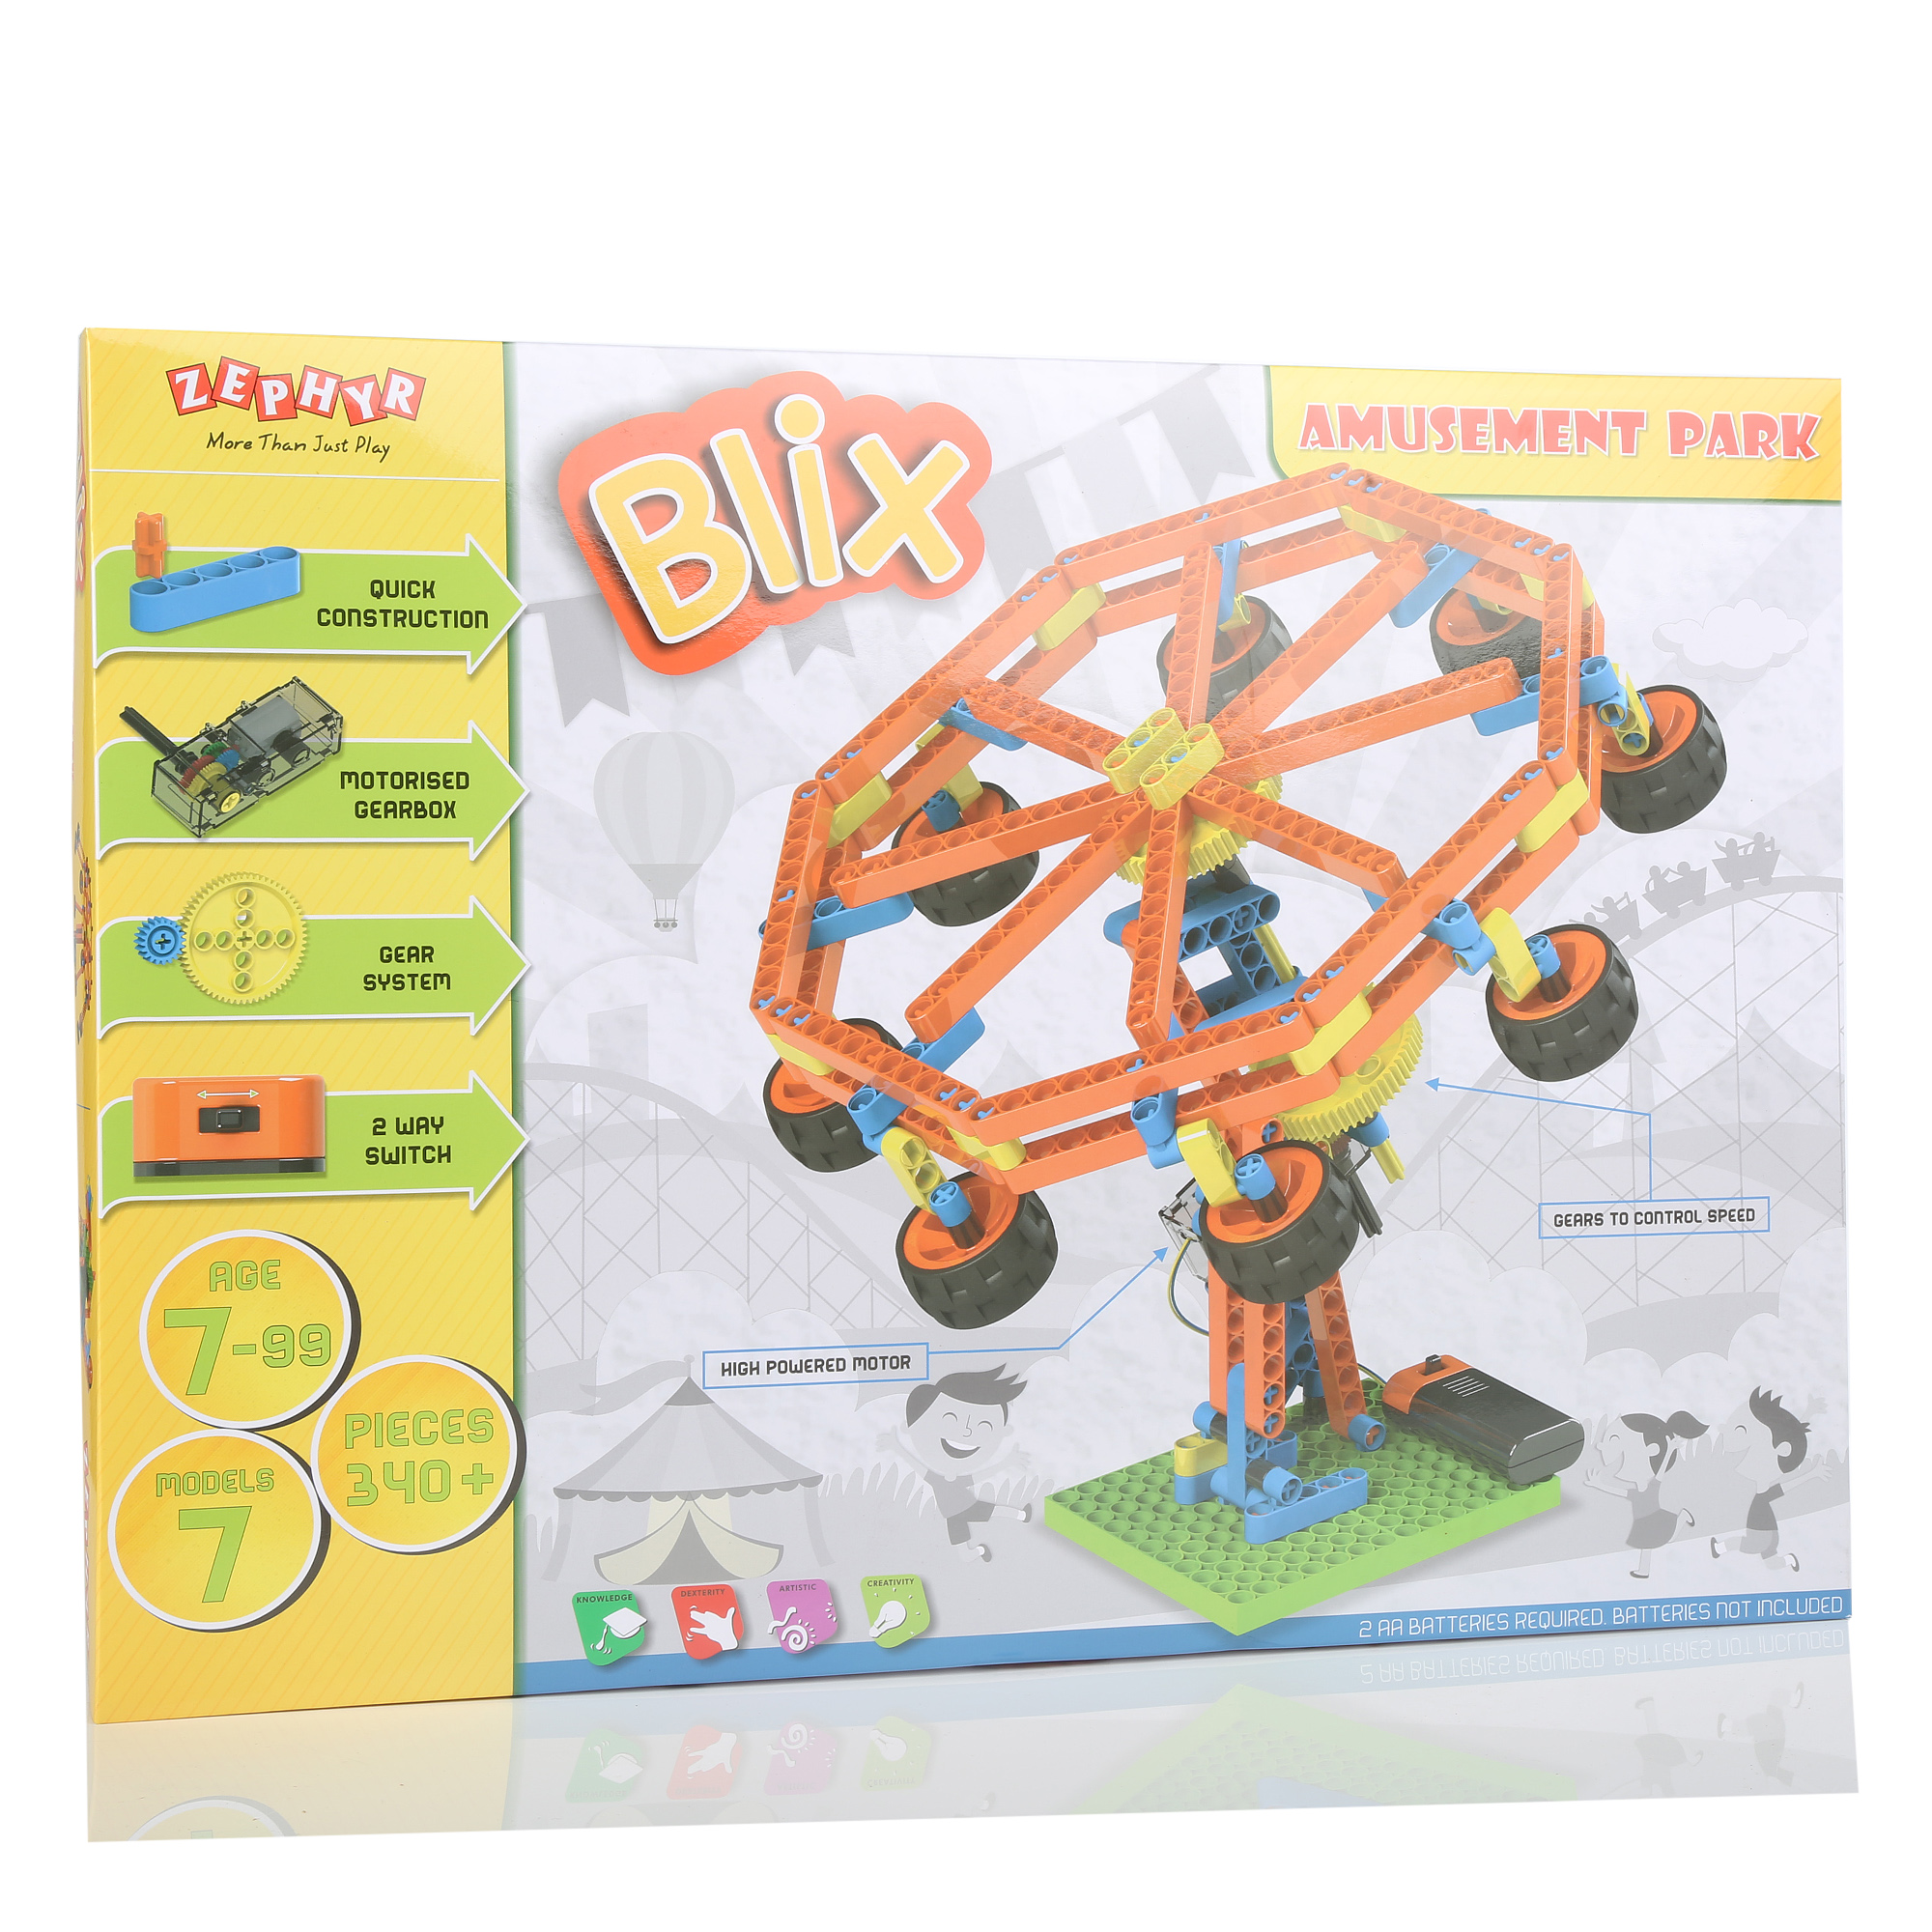 ZEPHYR
More Than Just Play
QUICK
CONSTRUCTION
MOTORISED
GEARBOX
GEAR
SYSTEM
2 WAY
SWITCH
AGE
7-99
PIECES
340+
MODELS
7
Blix
AMUSEMENT PARK
GEARS TO CONTROL SPEED
HIGH POWERED MOTOR
KNOWLEDGE
DEXTERITY
ARTISTIC
CREATIVITY
2 AA BATTERIES REQUIRED. BATTERIES NOT INCLUDED